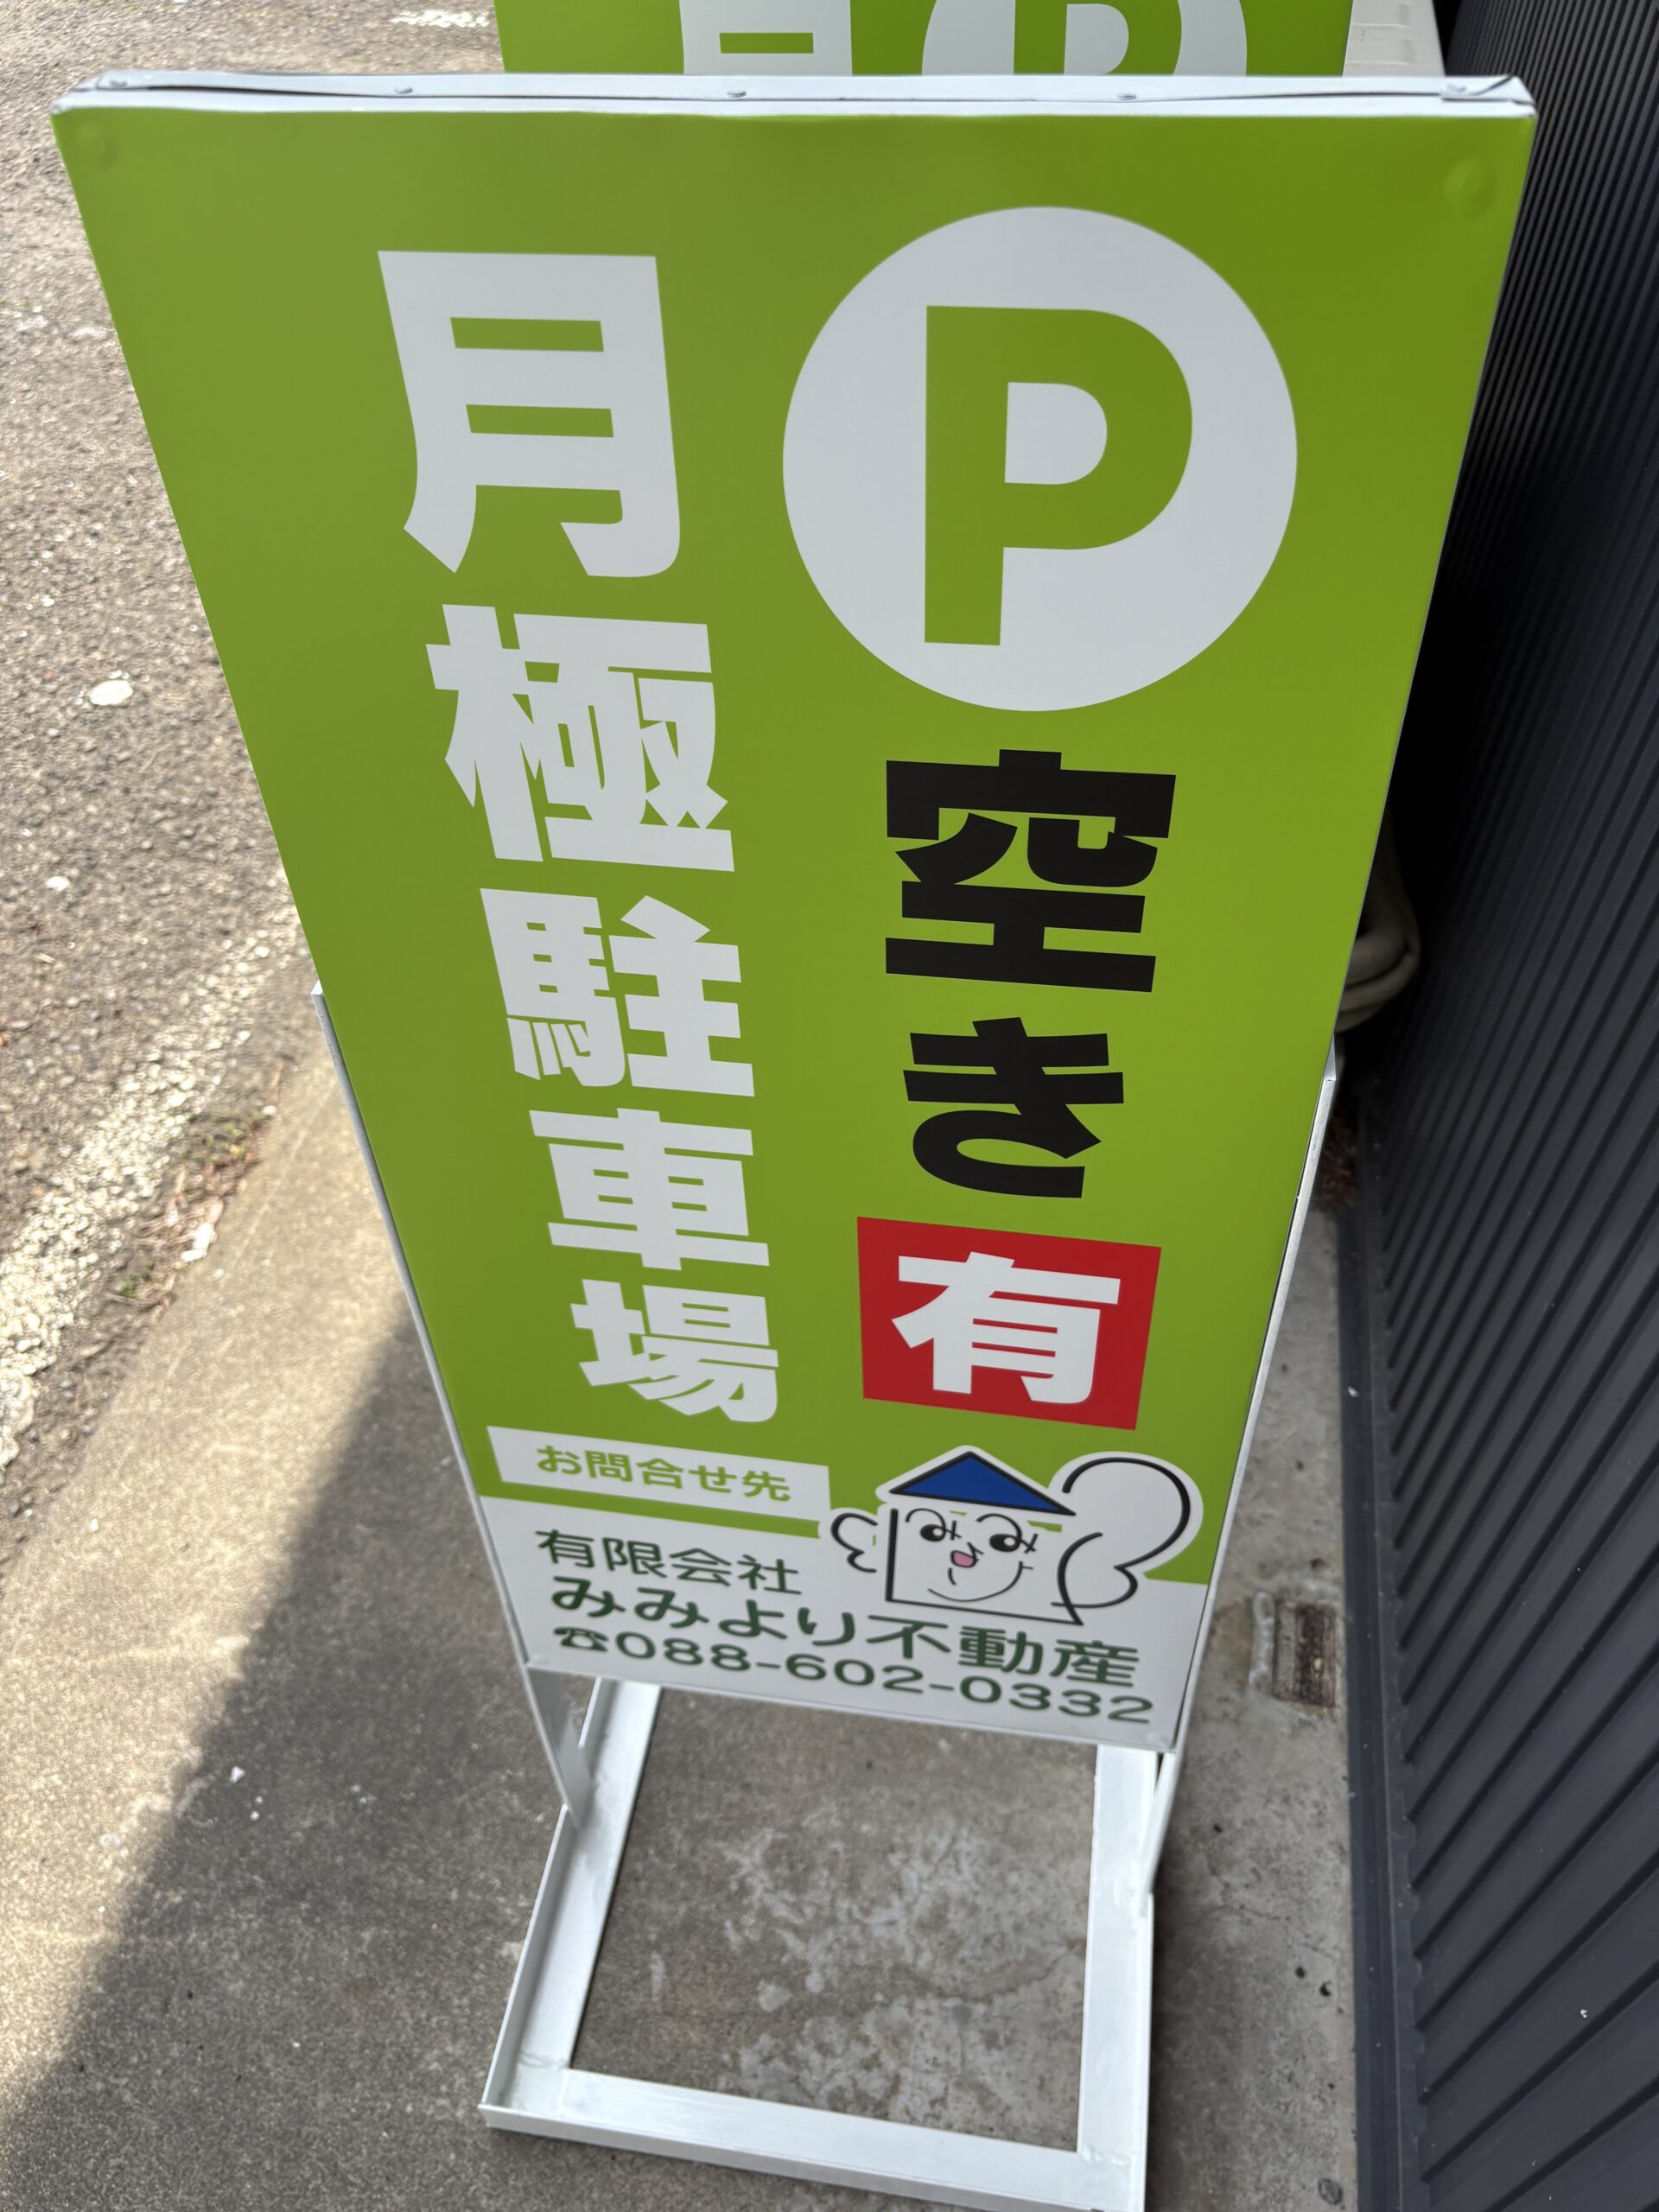 P 空き有
月極駐車場
お問合せ先
有限会社
みみより不動産
☎088-602-0332